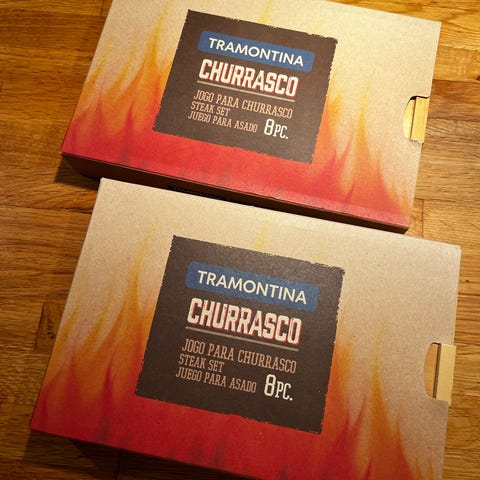 TRAMONTINA
CHURRASCO
JOGO PARA CHURRASCO
STEAK SET
JUEGO PARA ASADO 8PC.
TRAMONTINA
CHURRASCO
JOGO PARA CHURRASCO
STEAK SET
JUEGO PARA ASADO 8PC.